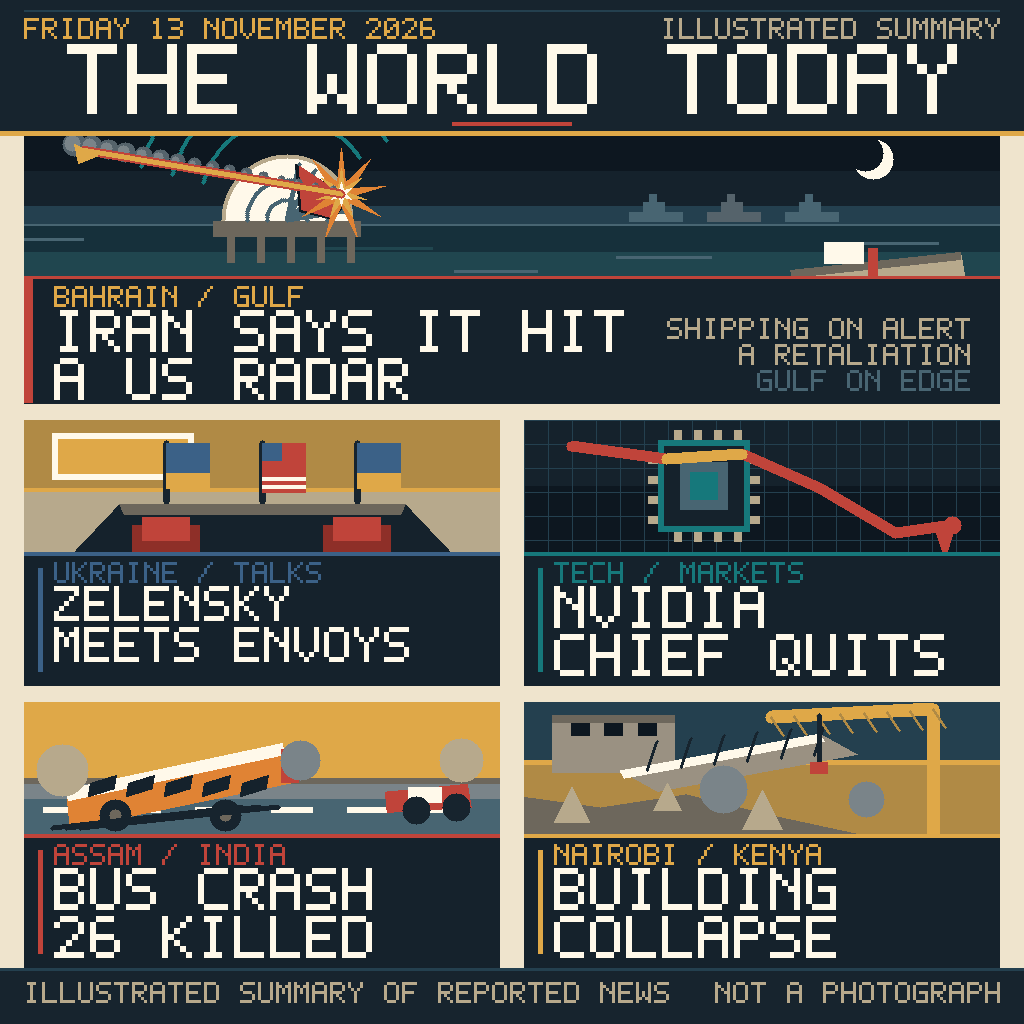 FRIDAY 13 NOVEMBER 2026
ILLUSTRATED SUMMARY
THE WORLD TODAY
BAHRAIN / GULF
IRAN SAYS IT HIT
A US RADAR
SHIPPING ON ALERT
A RETALIATION
GULF ON EDGE
UKRAINE / TALKS
ZELENSKY
MEETS ENVOYS
TECH / MARKETS
NVIDIA
CHIEF QUITS
ASSAM / INDIA
BUS CRASH
26 KILLED
NAIROBI / KENYA
BUILDING
COLLAPSE
ILLUSTRATED SUMMARY OF REPORTED NEWS
NOT A PHOTOGRAPH